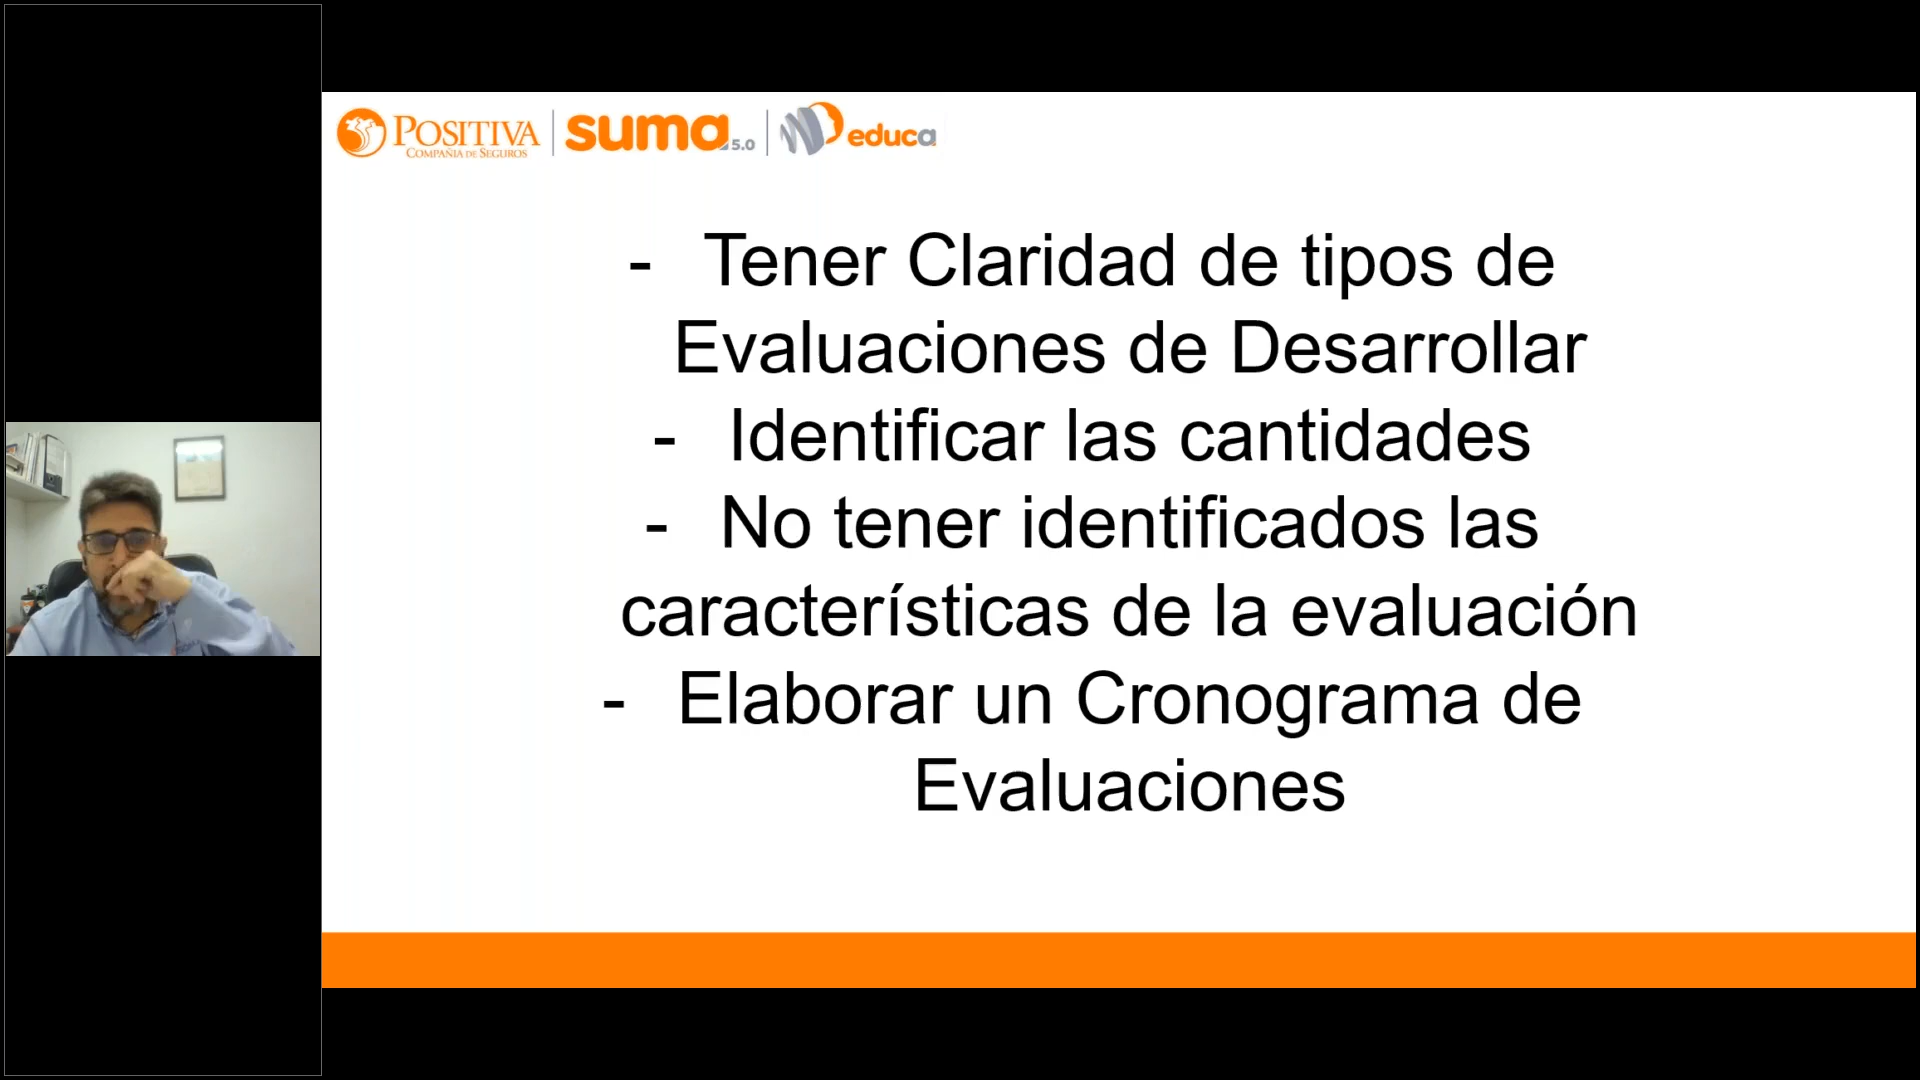 POSITIVA
COMPAÑIA DE SEGUROS
suma 5.0
educa
- Tener Claridad de tipos de
Evaluaciones de Desarrollar
- Identificar las cantidades
- No tener identificados las
características de la evaluación
- Elaborar un Cronograma de
Evaluaciones